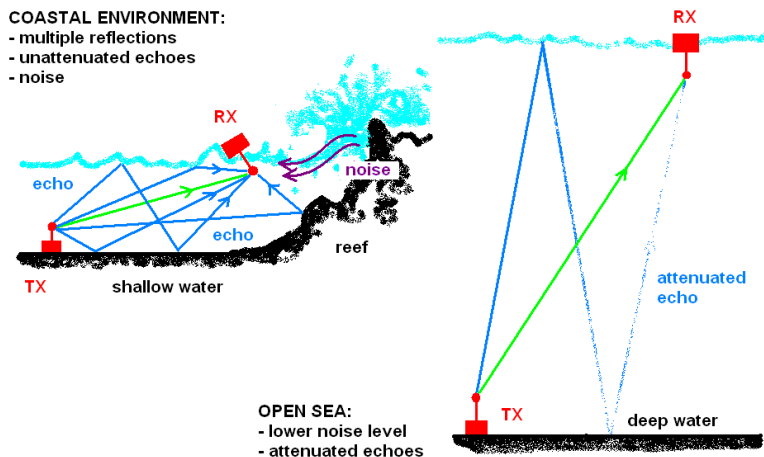 COASTAL ENVIRONMENT:
- multiple reflections
- unattenuated echoes
- noise
RX
echo
noise
echo
reef
TX
shallow water
RX
attenuated
echo
TX
deep water
OPEN SEA:
- lower noise level
- attenuated echoes